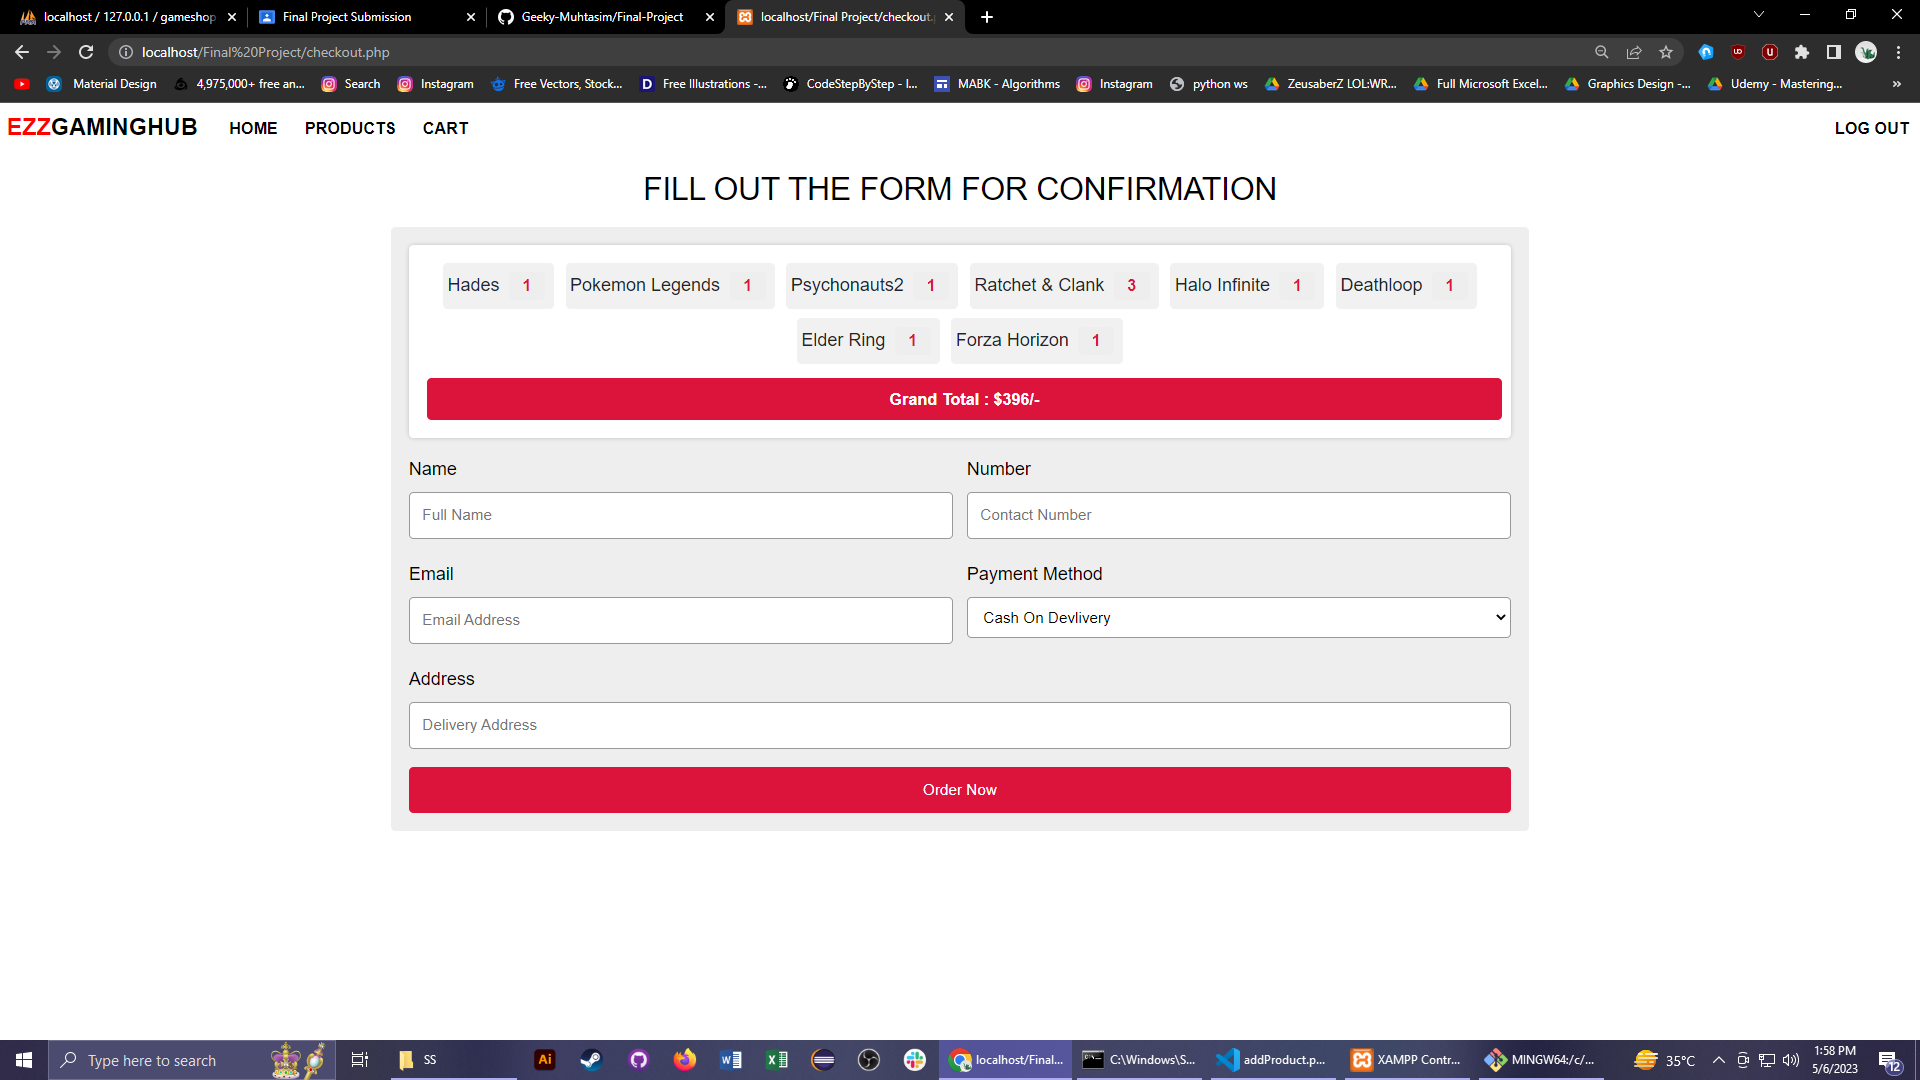 localhost / 127.0.0.1 / gameshop
Final Project Submission
Geeky-Muhtasim/Final-Project
localhost/Final Project/checkout.
localhost/Final%20Project/checkout.php
Material Design
4,975,000+ free an...
Search
Instagram
Free Vectors, Stock...
Free Illustrations -...
CodeStepByStep - I...
MABK - Algorithms
Instagram
python ws
ZeusaberZ LOL:WR...
Full Microsoft Excel...
Graphics Design -...
Udemy - Mastering...
»
EZZGAMINGHUB HOME PRODUCTS CART LOG OUT
FILL OUT THE FORM FOR CONFIRMATION
Hades 1 Pokemon Legends 1 Psychonauts2 1 Ratchet & Clank 3 Halo Infinite 1 Deathloop 1
Elder Ring 1 Forza Horizon 1
Grand Total : $396/-
Name Number
Full Name Contact Number
Email Payment Method
Email Address Cash On Devlivery
Address
Delivery Address
Order Now
Type here to search
SS
Ai
localhost/Final...
C:\Windows\S...
addProduct.p...
XAMPP Contr...
MINGW64:/c/...
35°C
1:58 PM
5/6/2023
12